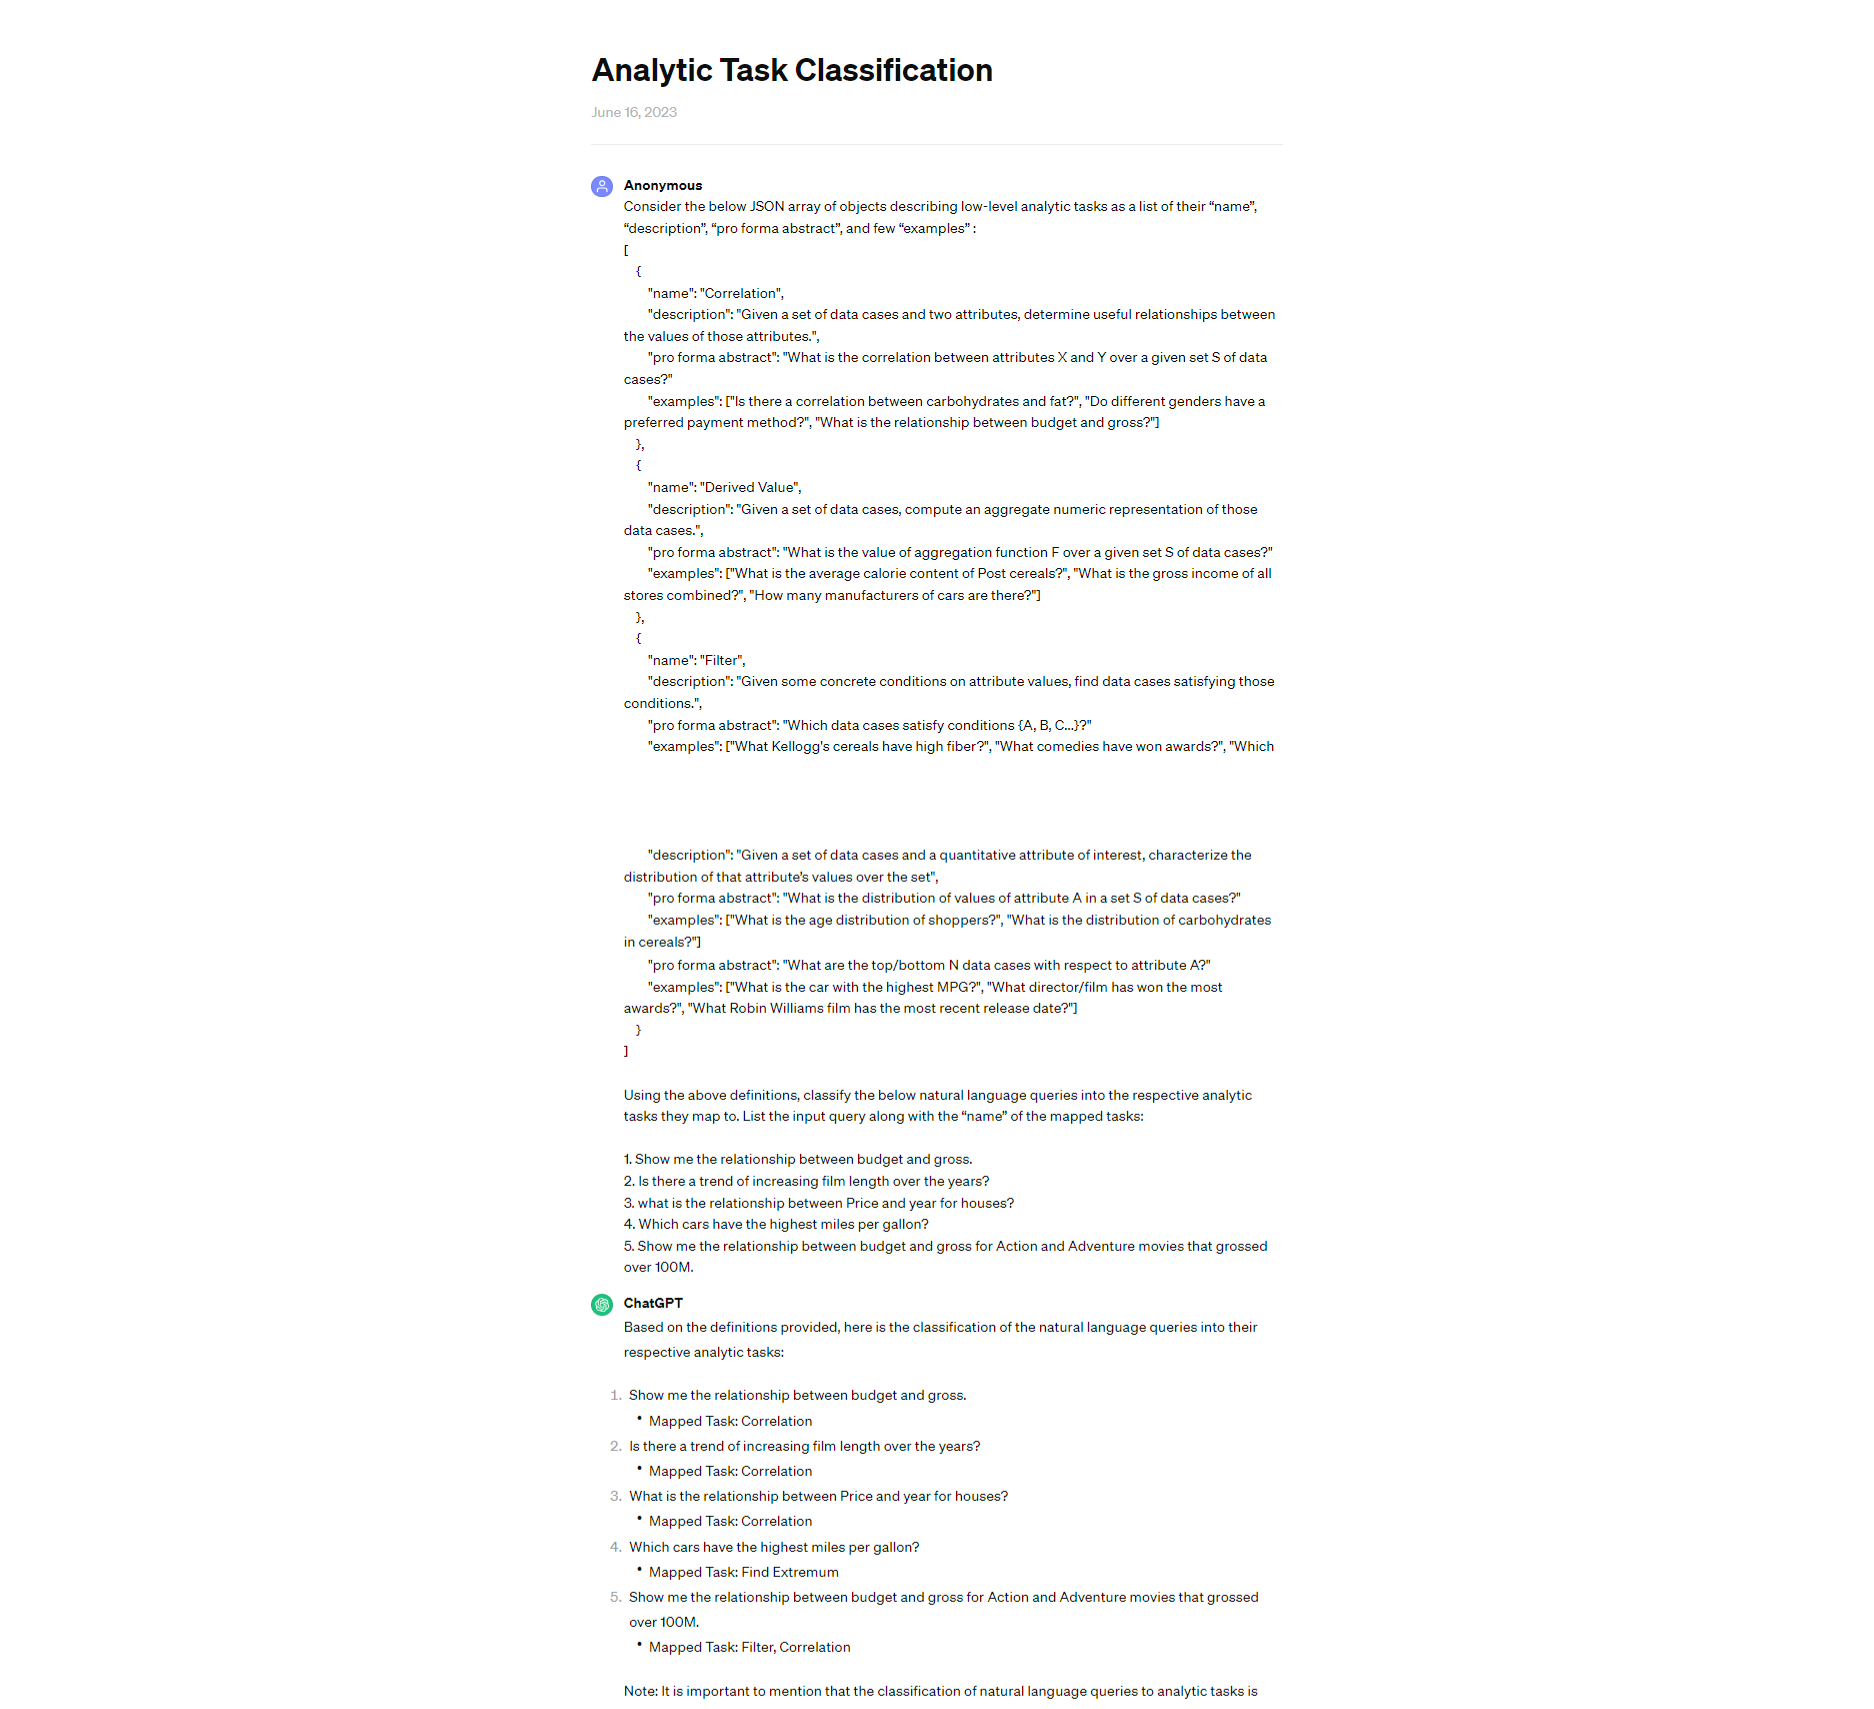 Analytic Task Classification
June 16, 2023
Anonymous
Consider the below JSON array of objects describing low-level analytic tasks as a list of their “name”,
“description”, “pro forma abstract”, and few “examples” :
[
{
"name": "Correlation",
"description": "Given a set of data cases and two attributes, determine useful relationships between
the values of those attributes.",
"pro forma abstract": "What is the correlation between attributes X and Y over a given set S of data
cases?"
"examples": ["Is there a correlation between carbohydrates and fat?", "Do different genders have a
preferred payment method?", "What is the relationship between budget and gross?"]
},
{
"name": "Derived Value",
"description": "Given a set of data cases, compute an aggregate numeric representation of those
data cases.",
"pro forma abstract": "What is the value of aggregation function F over a given set S of data cases?"
"examples": ["What is the average calorie content of Post cereals?", "What is the gross income of all
stores combined?", "How many manufacturers of cars are there?"]
},
{
"name": "Filter",
"description": "Given some concrete conditions on attribute values, find data cases satisfying those
conditions.",
"pro forma abstract": "Which data cases satisfy conditions {A, B, C…}?"
"examples": ["What Kellogg's cereals have high fiber?", "What comedies have won awards?", "Which
"description": "Given a set of data cases and a quantitative attribute of interest, characterize the
distribution of that attribute's values over the set",
"pro forma abstract": "What is the distribution of values of attribute A in a set S of data cases?"
"examples": ["What is the age distribution of shoppers?", "What is the distribution of carbohydrates
in cereals?"]
"pro forma abstract": "What are the top/bottom N data cases with respect to attribute A?"
"examples": ["What is the car with the highest MPG?", "What director/film has won the most
awards?", "What Robin Williams film has the most recent release date?"]
}
]
Using the above definitions, classify the below natural language queries into the respective analytic
tasks they map to. List the input query along with the “name” of the mapped tasks:
1. Show me the relationship between budget and gross.
2. Is there a trend of increasing film length over the years?
3. what is the relationship between Price and year for houses?
4. Which cars have the highest miles per gallon?
5. Show me the relationship between budget and gross for Action and Adventure movies that grossed
over 100M.
ChatGPT
Based on the definitions provided, here is the classification of the natural language queries into their
respective analytic tasks:
1. Show me the relationship between budget and gross.
• Mapped Task: Correlation
2. Is there a trend of increasing film length over the years?
• Mapped Task: Correlation
3. What is the relationship between Price and year for houses?
• Mapped Task: Correlation
4. Which cars have the highest miles per gallon?
• Mapped Task: Find Extremum
5. Show me the relationship between budget and gross for Action and Adventure movies that grossed
over 100M.
• Mapped Task: Filter, Correlation
Note: It is important to mention that the classification of natural language queries to analytic tasks is